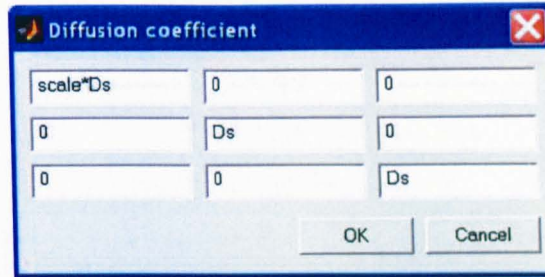 Diffusion coefficient
scale*Ds 0 0
0 Ds 0
0 0 Ds
OK Cancel